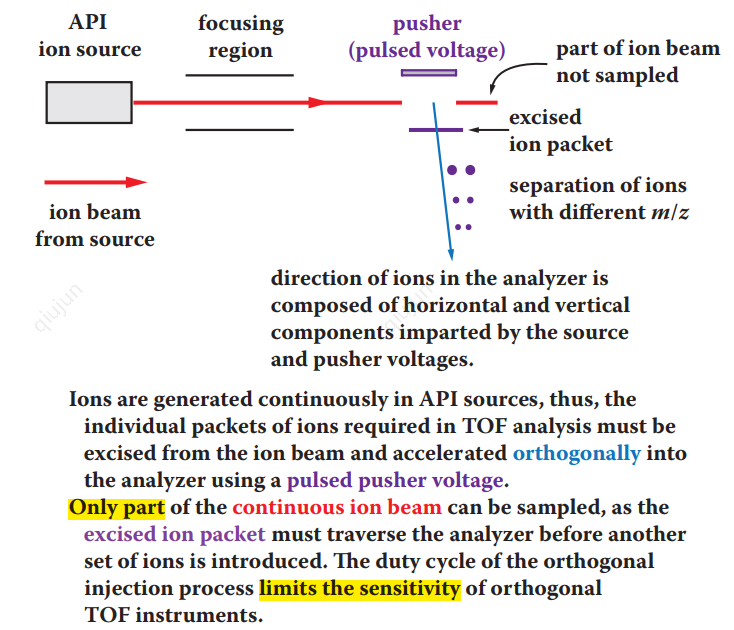 API
ion source
focusing
region
pusher
(pulsed voltage)
part of ion beam
not sampled
excised
ion packet
separation of ions
with different m/z
ion beam
from source
qiujun
direction of ions in the analyzer is
composed of horizontal and vertical
components imparted by the source
and pusher voltages.
Ions are generated continuously in API sources, thus, the
individual packets of ions required in TOF analysis must be
excised from the ion beam and accelerated orthogonally into
the analyzer using a pulsed pusher voltage.
Only part of the continuous ion beam can be sampled, as the
excised ion packet must traverse the analyzer before another
set of ions is introduced. The duty cycle of the orthogonal
injection process limits the sensitivity of orthogonal
TOF instruments.